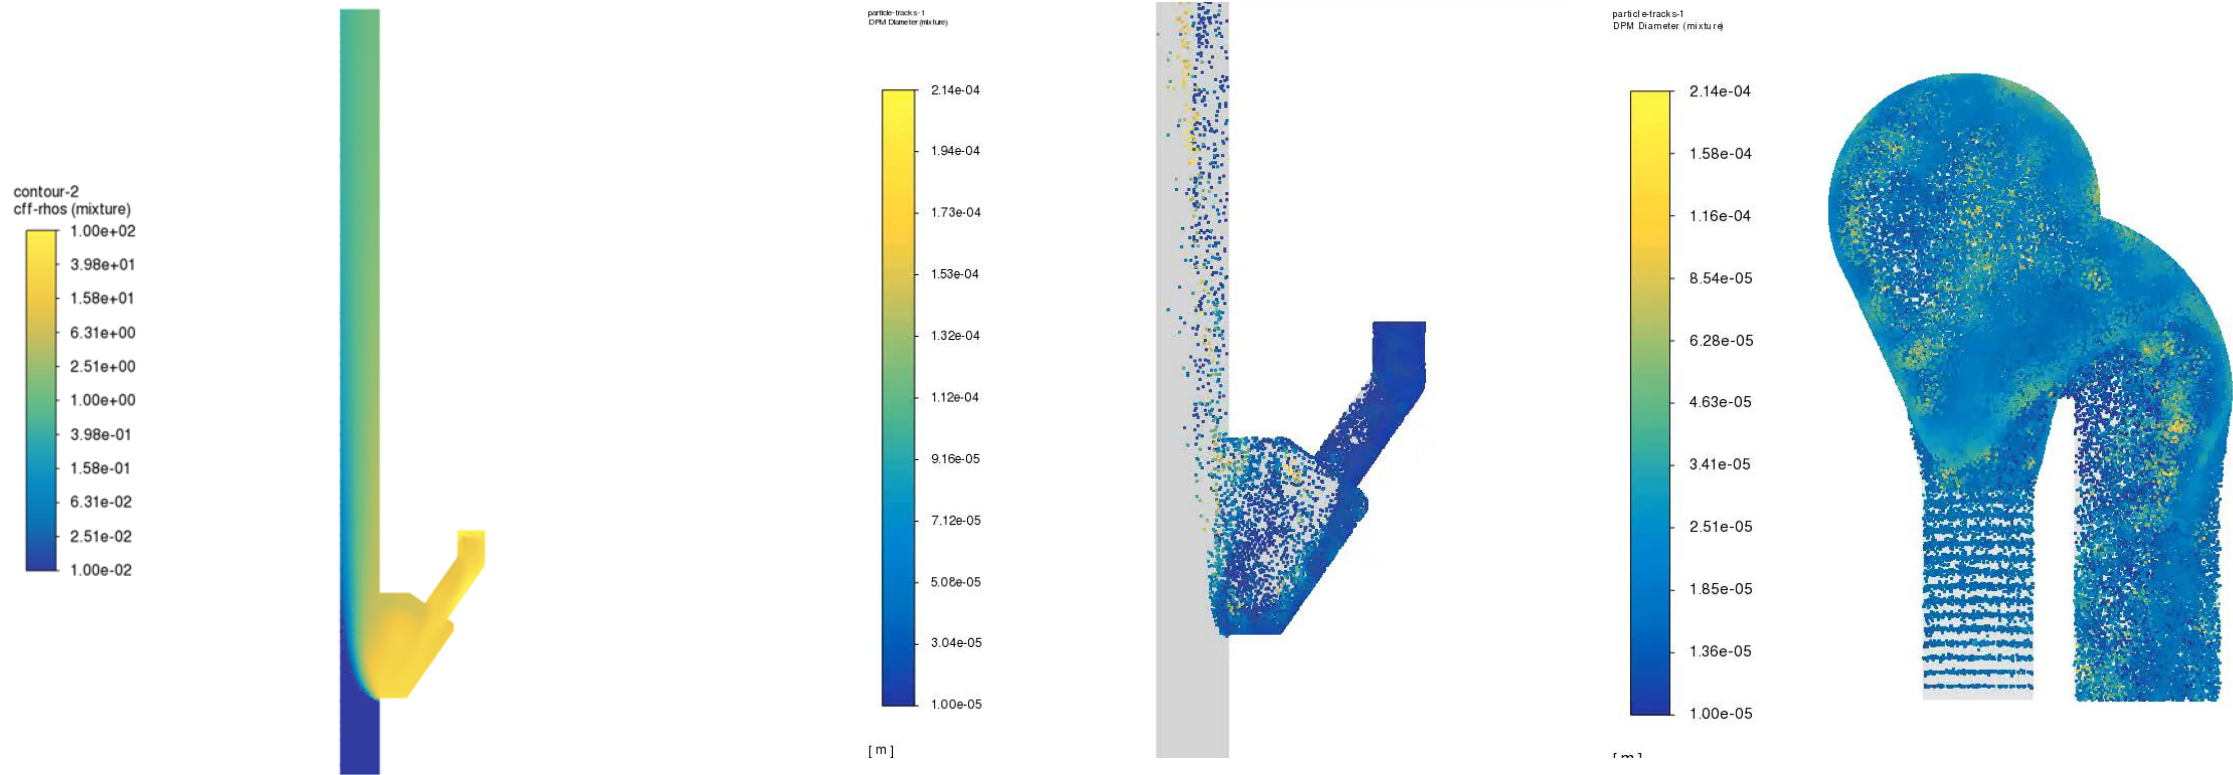 contour-2
cff-rhos (mixture)
1.00e+02
3.98e+01
1.58e+01
6.31e+00
2.51e+00
1.00e+00
3.98e-01
1.58e-01
6.31e-02
2.51e-02
1.00e-02
particle-tracks-1
DPM Diameter (mixture)
2.14e-04
1.94e-04
1.73e-04
1.53e-04
1.32e-04
1.12e-04
9.16e-05
7.12e-05
5.08e-05
3.04e-05
1.00e-05
[ m ]
particle-tracks-1
DPM Diameter (mixture)
2.14e-04
1.58e-04
1.16e-04
8.54e-05
6.28e-05
4.63e-05
3.41e-05
2.51e-05
1.85e-05
1.36e-05
1.00e-05
[ m ]